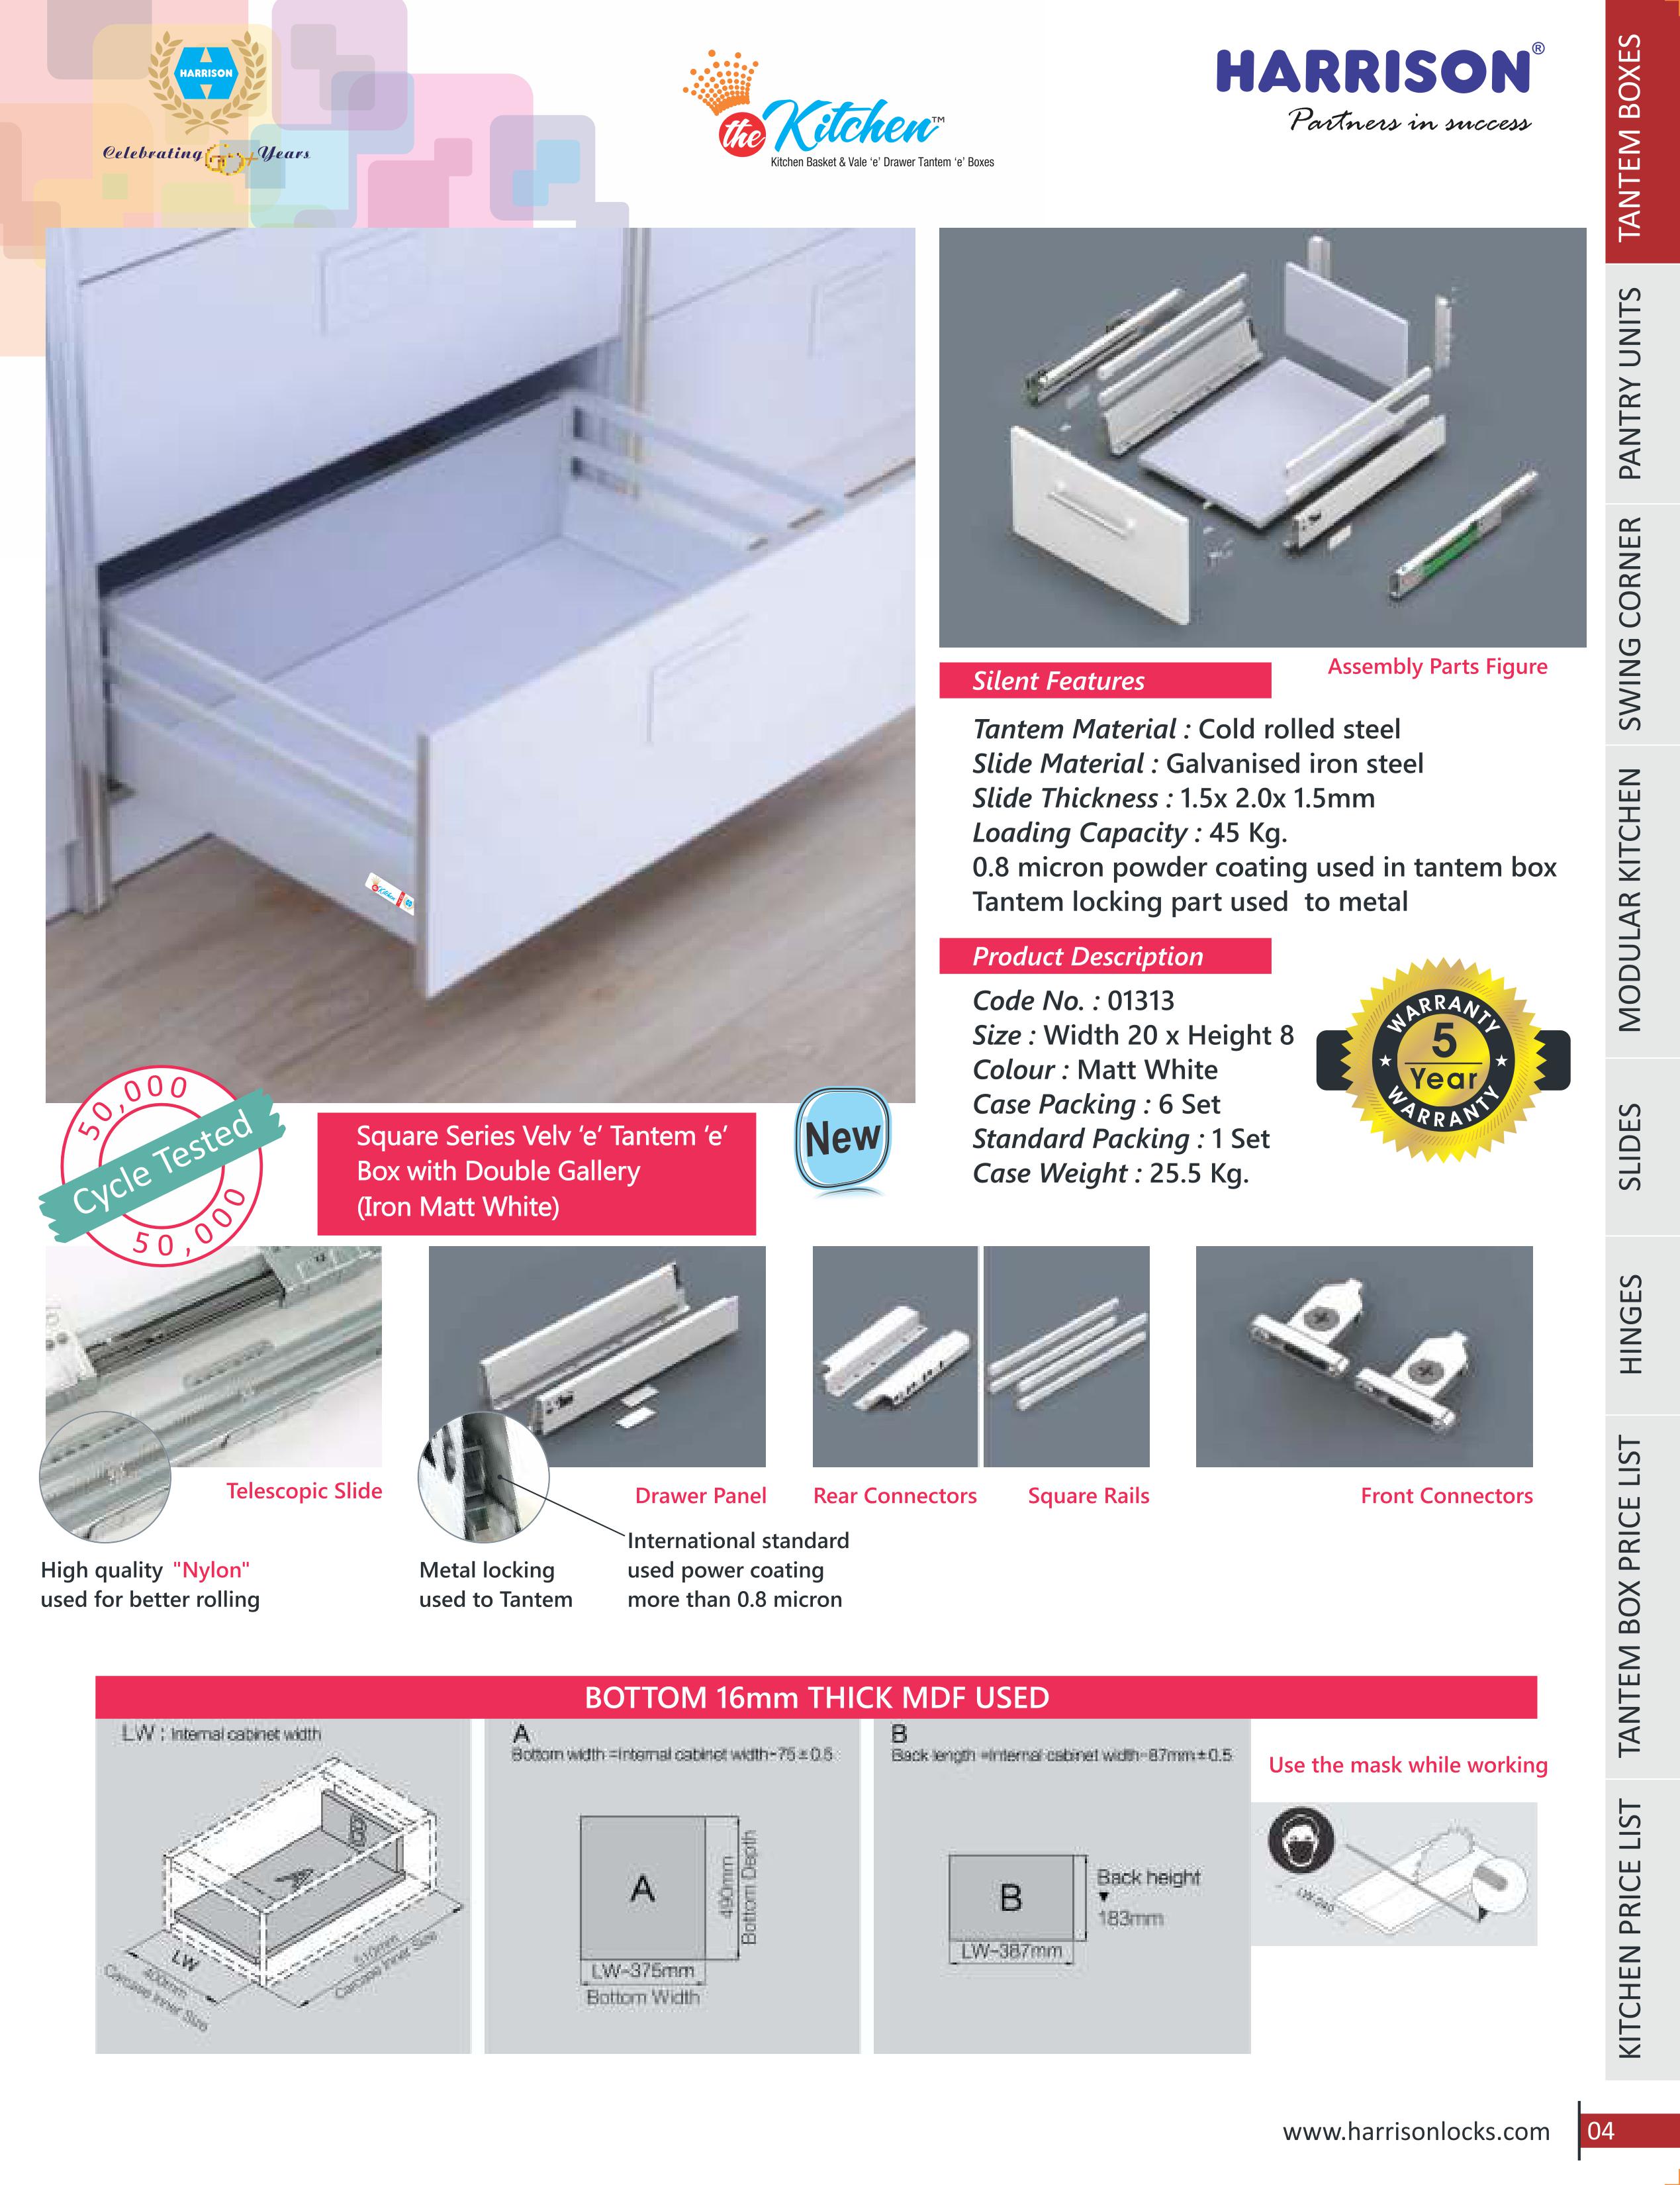 HARRISON
Celebrating 60+ Years
the Kitchen™
Kitchen Basket & Vale ‘e’ Drawer Tantem ‘e’ Boxes
HARRISON®
Partners in success
Assembly Parts Figure
Silent Features
Tantem Material : Cold rolled steel
Slide Material : Galvanised iron steel
Slide Thickness : 1.5x 2.0x 1.5mm
Loading Capacity : 45 Kg.
0.8 micron powder coating used in tantem box
Tantem locking part used to metal
Product Description
Code No. : 01313
Size : Width 20 x Height 8
Colour : Matt White
Case Packing : 6 Set
Standard Packing : 1 Set
Case Weight : 25.5 Kg.
WARRANTY
5
Year
WARRANTY
50,000
Cycle Tested
50,000
Square Series Velv ‘e’ Tantem ‘e’
Box with Double Gallery
(Iron Matt White)
New
Telescopic Slide
Drawer Panel
Rear Connectors
Square Rails
Front Connectors
High quality "Nylon"
used for better rolling
Metal locking
used to Tantem
International standard
used power coating
more than 0.8 micron
BOTTOM 16mm THICK MDF USED
LW : Internal cabinet width
A
B
LW
400mm
Carcase Inner Size
510mm
Carcase Inner Size
A
Bottom width =Internal cabinet width-75±0.5
A
490mm
Bottom Depth
LW-375mm
Bottom Width
B
Back length =Internal cabinet width-87mm±0.5
B
Back height
183mm
LW-387mm
Use the mask while working
www.harrisonlocks.com
04
TANTEM BOXES
PANTRY UNITS
SWING CORNER
MODULAR KITCHEN
SLIDES
HINGES
TANTEM BOX PRICE LIST
KITCHEN PRICE LIST